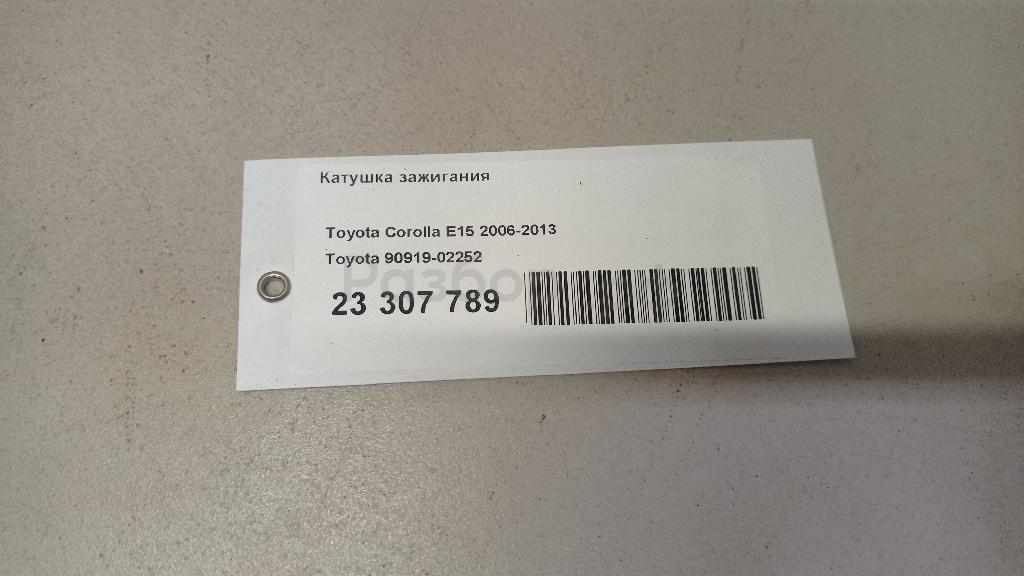 Катушка зажигания
Toyota Corolla E15 2006-2013
Toyota 90919-02252
23 307 789